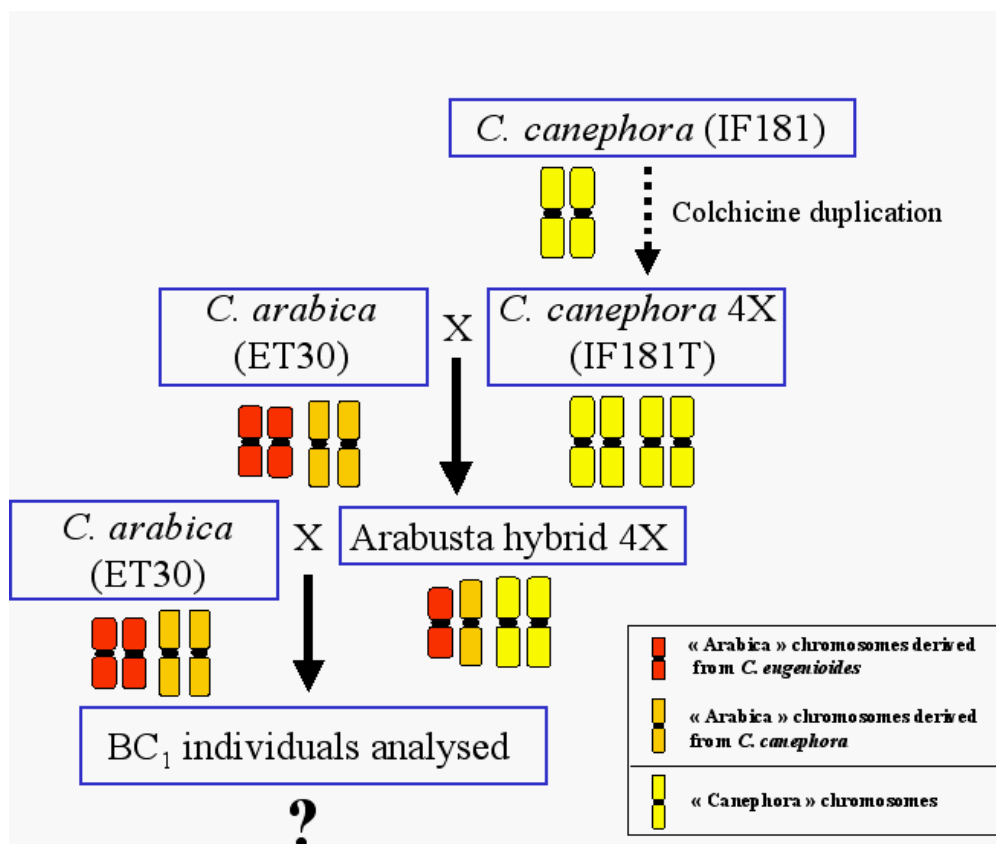 C. canephora (IF181)
Colchicine duplication
C. arabica
(ET30)
X
C. canephora 4X
(IF181T)
C. arabica
(ET30)
X
Arabusta hybrid 4X
BC1 individuals analysed
?
« Arabica » chromosomes derived
from C. eugenioides
« Arabica » chromosomes derived
from C. canephora
« Canephora » chromosomes